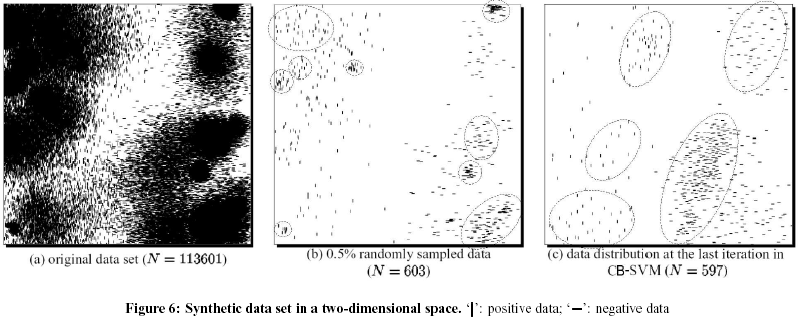 (a) original data set (N = 113601)
(b) 0.5% randomly sampled data
(N = 603)
(c) data distribution at the last iteration in
CB-SVM (N = 597)
Figure 6: Synthetic data set in a two-dimensional space. '|': positive data; '−': negative data